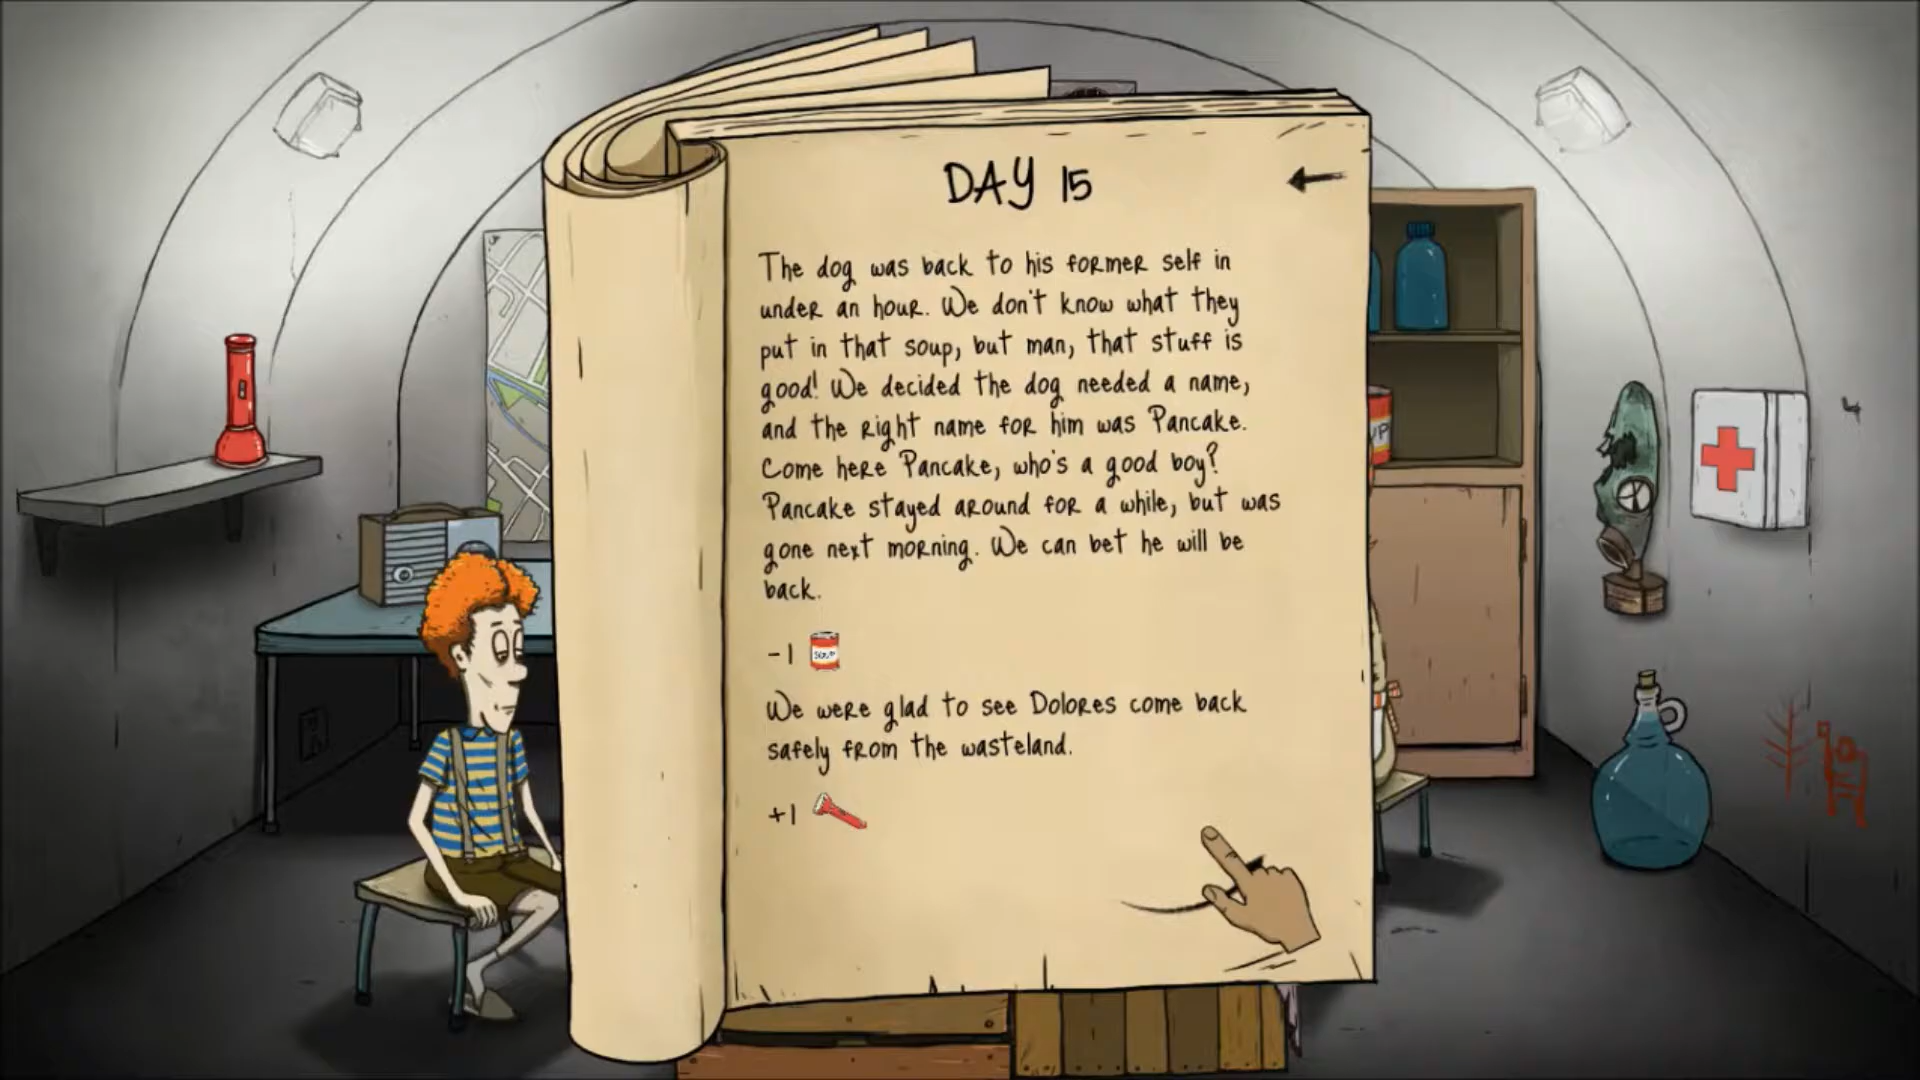 DAY 15
The dog was back to his former self in
under an hour. We don't know what they
put in that soup, but man, that stuff is
good! We decided the dog needed a name,
and the right name for him was Pancake.
Come here Pancake, who's a good boy?
Pancake stayed around for a while, but was
gone next morning. We can bet he will be
back.
-1
SOUP
We were glad to see Dolores come back
safely from the wasteland.
+1